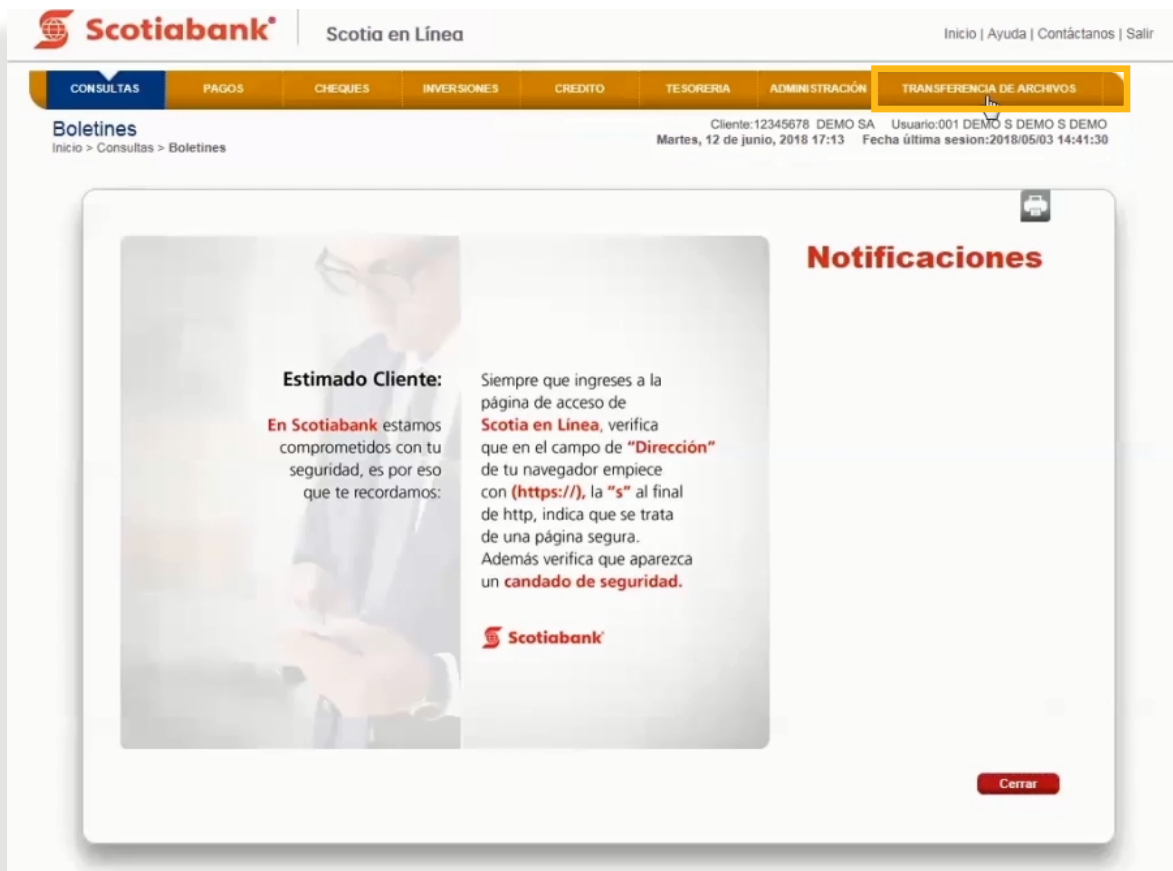 Scotiabank
Scotia en Línea
Inicio | Ayuda | Contáctanos | Salir
CONSULTAS PAGOS CHEQUES INVERSIONES CREDITO TESORERIA ADMINISTRACIÓN TRANSFERENCIA DE ARCHIVOS
Boletines
Inicio > Consultas > Boletines
Cliente:12345678 DEMO SA Usuario:001 DEMO S DEMO S DEMO
Martes, 12 de junio, 2018 17:13 Fecha última sesion:2018/05/03 14:41:30
Notificaciones
Estimado Cliente:
En Scotiabank estamos
comprometidos con tu
seguridad, es por eso
que te recordamos:
Siempre que ingreses a la
página de acceso de
Scotia en Línea, verifica
que en el campo de “Dirección”
de tu navegador empiece
con (https://), la “s” al final
de http, indica que se trata
de una página segura.
Además verifica que aparezca
un candado de seguridad.
Scotiabank
Cerrar